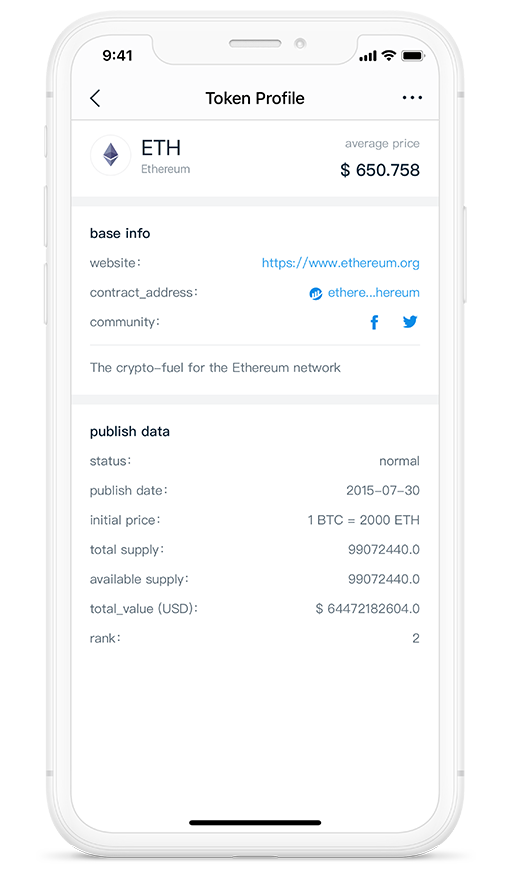 9:41
Token Profile
ETH
Ethereum
average price
$ 650.758
base info
website:
https://www.ethereum.org
contract_address:
ethere...hereum
community:
The crypto-fuel for the Ethereum network
publish data
status:
normal
publish date:
2015-07-30
initial price:
1 BTC = 2000 ETH
total supply:
99072440.0
available supply:
99072440.0
total_value (USD):
$ 64472182604.0
rank:
2